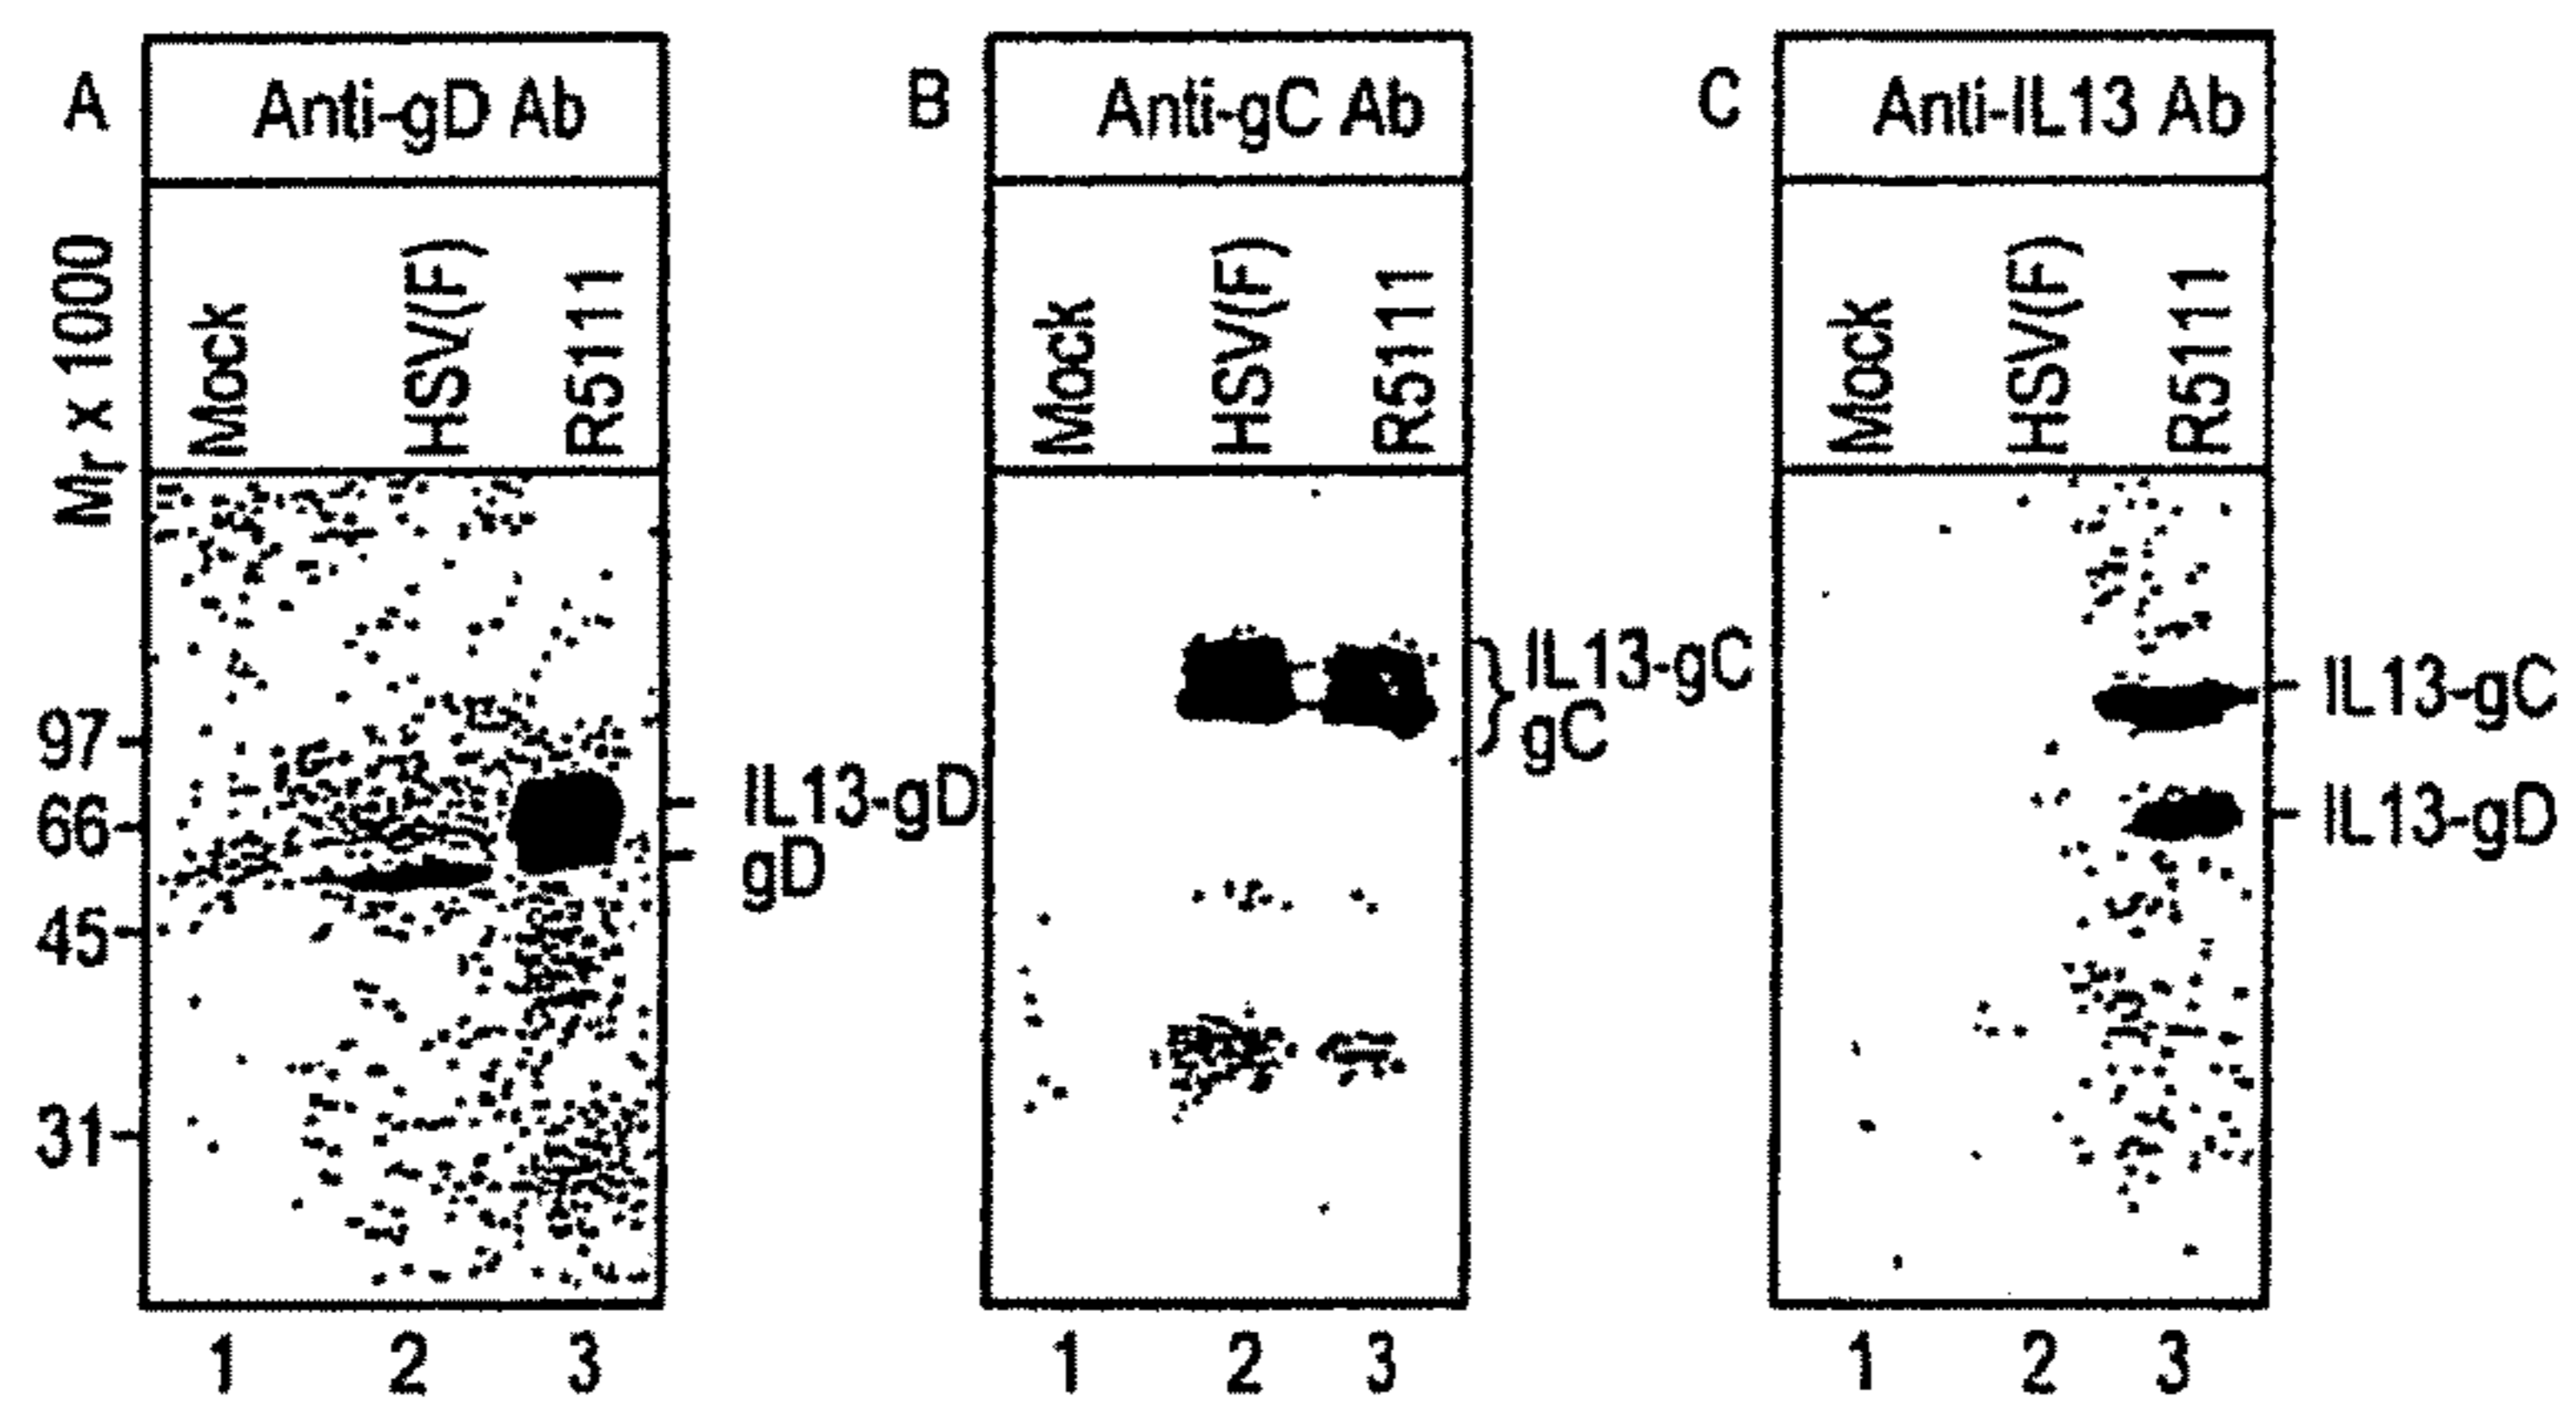 A
Anti-gD Ab
Mr x 1000
Mock
HSV(F)
R5111
97
66
45
31
IL13-gD
gD
1 2 3
B
Anti-gC Ab
Mock
HSV(F)
R5111
IL13-gC
gC
1 2 3
C
Anti-IL13 Ab
Mock
HSV(F)
R5111
IL13-gC
IL13-gD
1 2 3